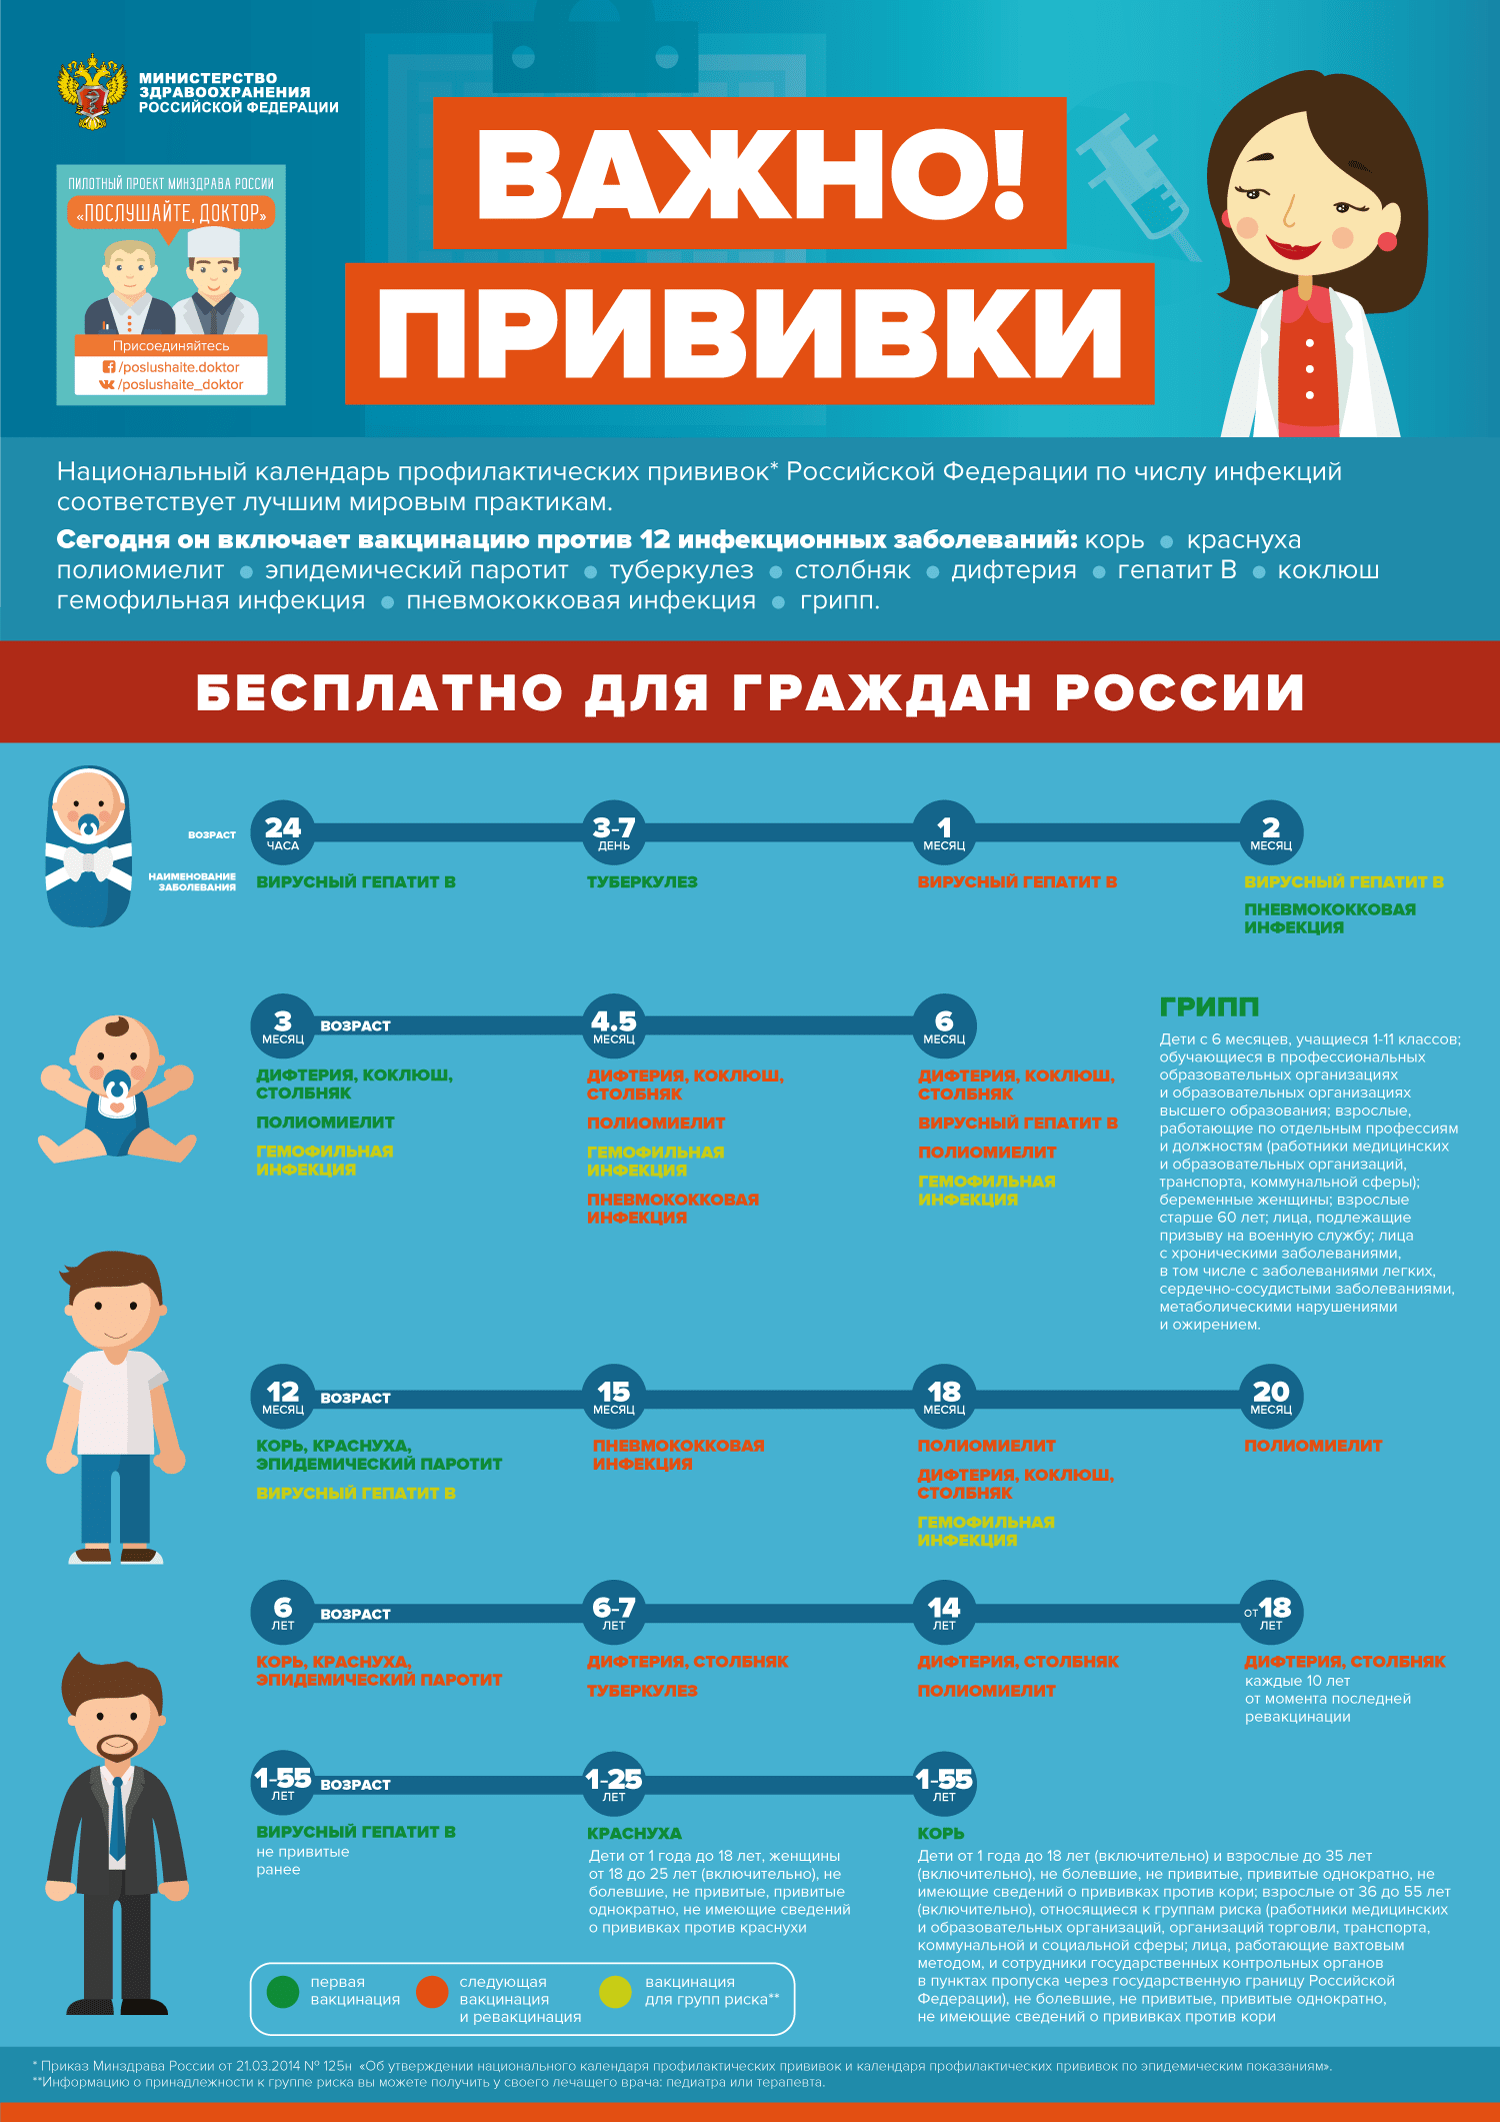 МИНИСТЕРСТВО
ЗДРАВООХРАНЕНИЯ
РОССИЙСКОЙ ФЕДЕРАЦИИ
ПИЛОТНЫЙ ПРОЕКТ МИНЗДРАВА РОССИИ
«ПОСЛУШАЙТЕ, ДОКТОР»
Присоединяйтесь
/poslushaite.doktor
/poslushaite_doktor
ВАЖНО!
ПРИВИВКИ
Национальный календарь профилактических прививок* Российской Федерации по числу инфекций
соответствует лучшим мировым практикам.
Сегодня он включает вакцинацию против 12 инфекционных заболеваний: корь ● краснуха
полиомиелит ● эпидемический паротит ● туберкулез ● столбняк ● дифтерия ● гепатит В ● коклюш
гемофильная инфекция ● пневмококковая инфекция ● грипп.
БЕСПЛАТНО ДЛЯ ГРАЖДАН РОССИИ
ВОЗРАСТ
НАИМЕНОВАНИЕ
ЗАБОЛЕВАНИЯ
24
ЧАСА
ВИРУСНЫЙ ГЕПАТИТ В
3-7
ДЕНЬ
ТУБЕРКУЛЕЗ
1
МЕСЯЦ
ВИРУСНЫЙ ГЕПАТИТ В
2
МЕСЯЦ
ВИРУСНЫЙ ГЕПАТИТ В
ПНЕВМОКОККОВАЯ
ИНФЕКЦИЯ
3
МЕСЯЦ
ВОЗРАСТ
ДИФТЕРИЯ, КОКЛЮШ,
СТОЛБНЯК
ПОЛИОМИЕЛИТ
ГЕМОФИЛЬНАЯ
ИНФЕКЦИЯ
4.5
МЕСЯЦ
ДИФТЕРИЯ, КОКЛЮШ,
СТОЛБНЯК
ПОЛИОМИЕЛИТ
ГЕМОФИЛЬНАЯ
ИНФЕКЦИЯ
ПНЕВМОКОККОВАЯ
ИНФЕКЦИЯ
6
МЕСЯЦ
ДИФТЕРИЯ, КОКЛЮШ,
СТОЛБНЯК
ВИРУСНЫЙ ГЕПАТИТ В
ПОЛИОМИЕЛИТ
ГЕМОФИЛЬНАЯ
ИНФЕКЦИЯ
ГРИПП
Дети с 6 месяцев, учащиеся 1-11 классов;
обучающиеся в профессиональных
образовательных организациях
и образовательных организациях
высшего образования; взрослые,
работающие по отдельным профессиям
и должностям (работники медицинских
и образовательных организаций,
транспорта, коммунальной сферы);
беременные женщины; взрослые
старше 60 лет; лица, подлежащие
призыву на военную службу; лица
с хроническими заболеваниями,
в том числе с заболеваниями легких,
сердечно-сосудистыми заболеваниями,
метаболическими нарушениями
и ожирением.
12
МЕСЯЦ
ВОЗРАСТ
КОРЬ, КРАСНУХА,
ЭПИДЕМИЧЕСКИЙ ПАРОТИТ
ВИРУСНЫЙ ГЕПАТИТ В
15
МЕСЯЦ
ПНЕВМОКОККОВАЯ
ИНФЕКЦИЯ
18
МЕСЯЦ
ПОЛИОМИЕЛИТ
ДИФТЕРИЯ, КОКЛЮШ,
СТОЛБНЯК
ГЕМОФИЛЬНАЯ
ИНФЕКЦИЯ
20
МЕСЯЦ
ПОЛИОМИЕЛИТ
6
ЛЕТ
ВОЗРАСТ
КОРЬ, КРАСНУХА,
ЭПИДЕМИЧЕСКИЙ ПАРОТИТ
6-7
ЛЕТ
ДИФТЕРИЯ, СТОЛБНЯК
ТУБЕРКУЛЕЗ
14
ЛЕТ
ДИФТЕРИЯ, СТОЛБНЯК
ПОЛИОМИЕЛИТ
от 18
ЛЕТ
ДИФТЕРИЯ, СТОЛБНЯК
каждые 10 лет
от момента последней
ревакцинации
1-55
ЛЕТ
ВОЗРАСТ
ВИРУСНЫЙ ГЕПАТИТ В
не привитые
ранее
1-25
ЛЕТ
КРАСНУХА
Дети от 1 года до 18 лет, женщины
от 18 до 25 лет (включительно), не
болевшие, не привитые, привитые
однократно, не имеющие сведений
о прививках против краснухи
1-55
ЛЕТ
КОРЬ
Дети от 1 года до 18 лет (включительно) и взрослые до 35 лет
(включительно), не болевшие, не привитые, привитые однократно, не
имеющие сведений о прививках против кори; взрослые от 36 до 55 лет
(включительно), относящиеся к группам риска (работники медицинских
и образовательных организаций, организаций торговли, транспорта,
коммунальной и социальной сферы; лица, работающие вахтовым
методом, и сотрудники государственных контрольных органов
в пунктах пропуска через государственную границу Российской
Федерации), не болевшие, не привитые, привитые однократно,
не имеющие сведений о прививках против кори
первая
вакцинация
следующая
вакцинация
и ревакцинация
вакцинация
для групп риска**
* Приказ Минздрава России от 21.03.2014 № 125н «Об утверждении национального календаря профилактических прививок и календаря профилактических прививок по эпидемическим показаниям».
**Информацию о принадлежности к группе риска вы можете получить у своего лечащего врача: педиатра или терапевта.